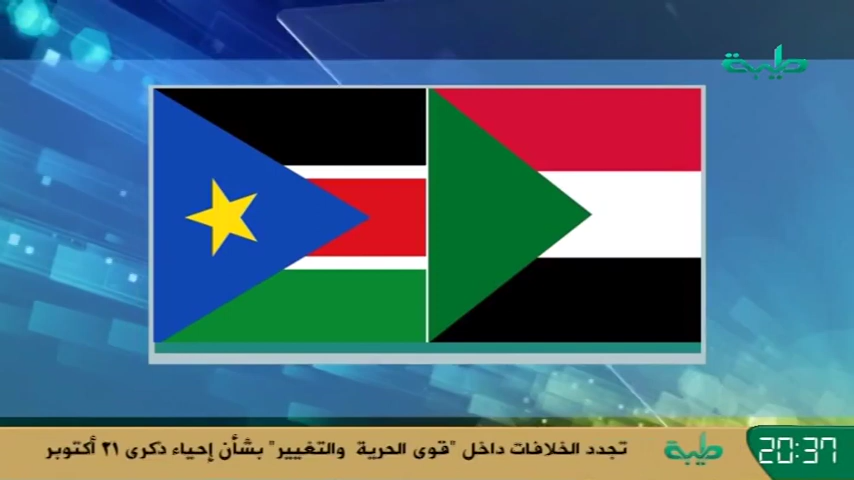 طيبة
تجدد الخلافات داخل "قوى الحرية والتغيير" بشأن إحياء ذكرى ٢١ أكتوبر
طيبة
20:37